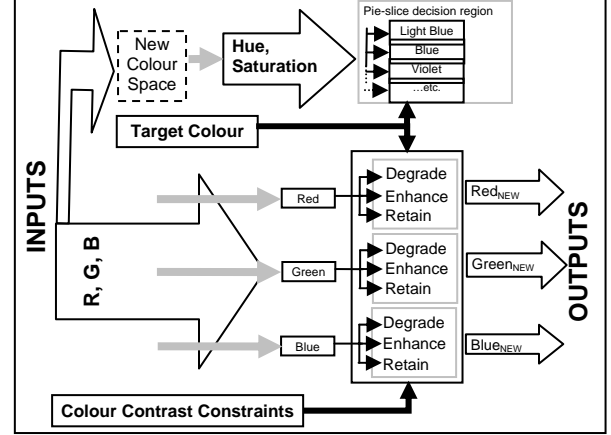 Pie-slice decision region
New
Colour
Space
Hue,
Saturation
Light Blue
Blue
Violet
...etc.
Target Colour
INPUTS
R, G, B
Red
Degrade
Enhance
Retain
RedNEW
Green
Degrade
Enhance
Retain
GreenNEW
Blue
Degrade
Enhance
Retain
BlueNEW
OUTPUTS
Colour Contrast Constraints